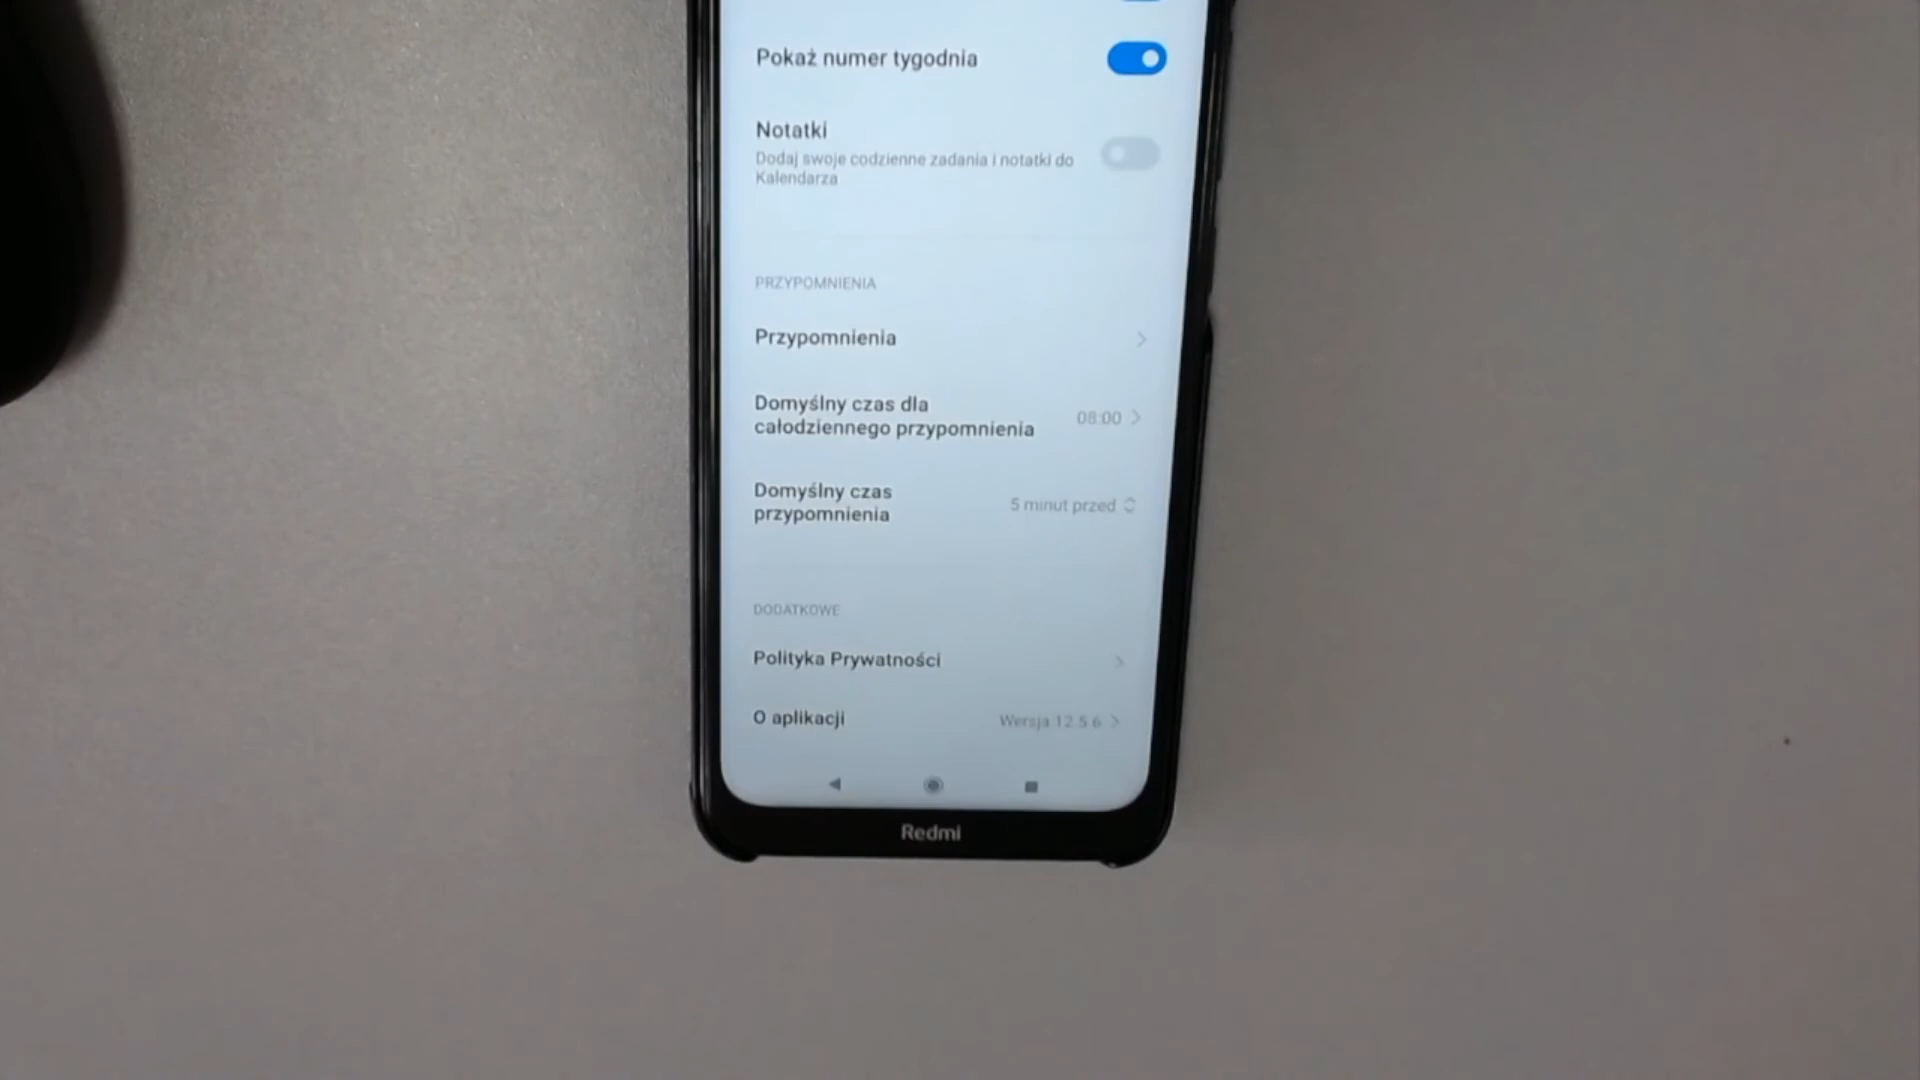 Pokaż numer tygodnia
Notatki
Dodaj swoje codzienne zadania i notatki do
Kalendarza
PRZYPOMNIENIA
Przypomnienia
Domyślny czas dla
całodziennego przypomnienia
08:00
Domyślny czas
przypomnienia
5 minut przed
DODATKOWE
Polityka Prywatności
O aplikacji
Wersja 12.5.6
Redmi